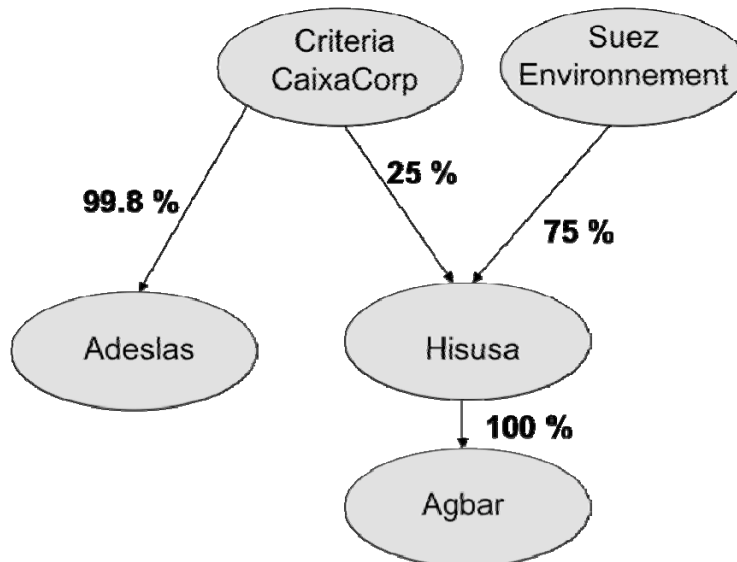 Criteria
CaixaCorp
Suez
Environnement
99.8 %
25 %
75 %
Adeslas
Hisusa
100 %
Agbar